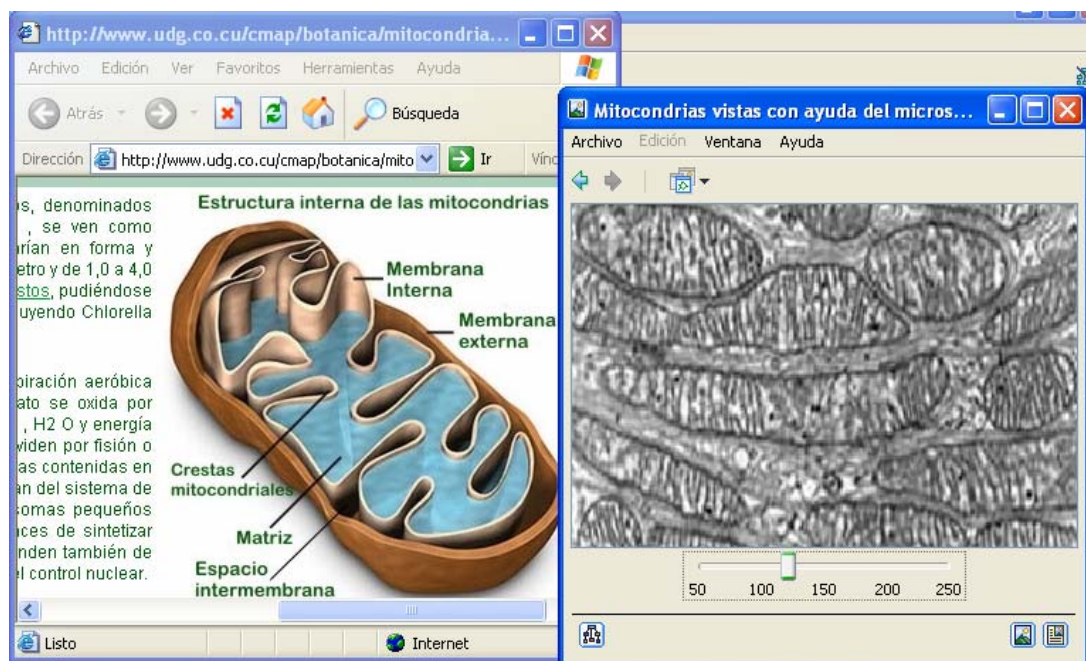 http://www.udg.co.cu/cmap/botanica/mitocondria...
Archivo Edición Ver Favoritos Herramientas Ayuda
Atrás Búsqueda
Dirección http://www.udg.co.cu/cmap/botanica/mito Ir Vínc
os, denominados
, se ven como
rían en forma y
etro y de 1,0 a 4,0
stos, pudiéndose
uyendo Chlorella
piración aeróbica
ato se oxida por
, H2 O y energía
viden por fisión o
as contenidas en
an del sistema de
somas pequeños
ces de sintetizar
nden también de
el control nuclear.
Estructura interna de las mitocondrias
Membrana
Interna
Membrana
externa
Crestas
mitocondriales
Matriz
Espacio
intermembrana
Listo Internet
Mitocondrias vistas con ayuda del micros...
Archivo Edición Ventana Ayuda
50 100 150 200 250